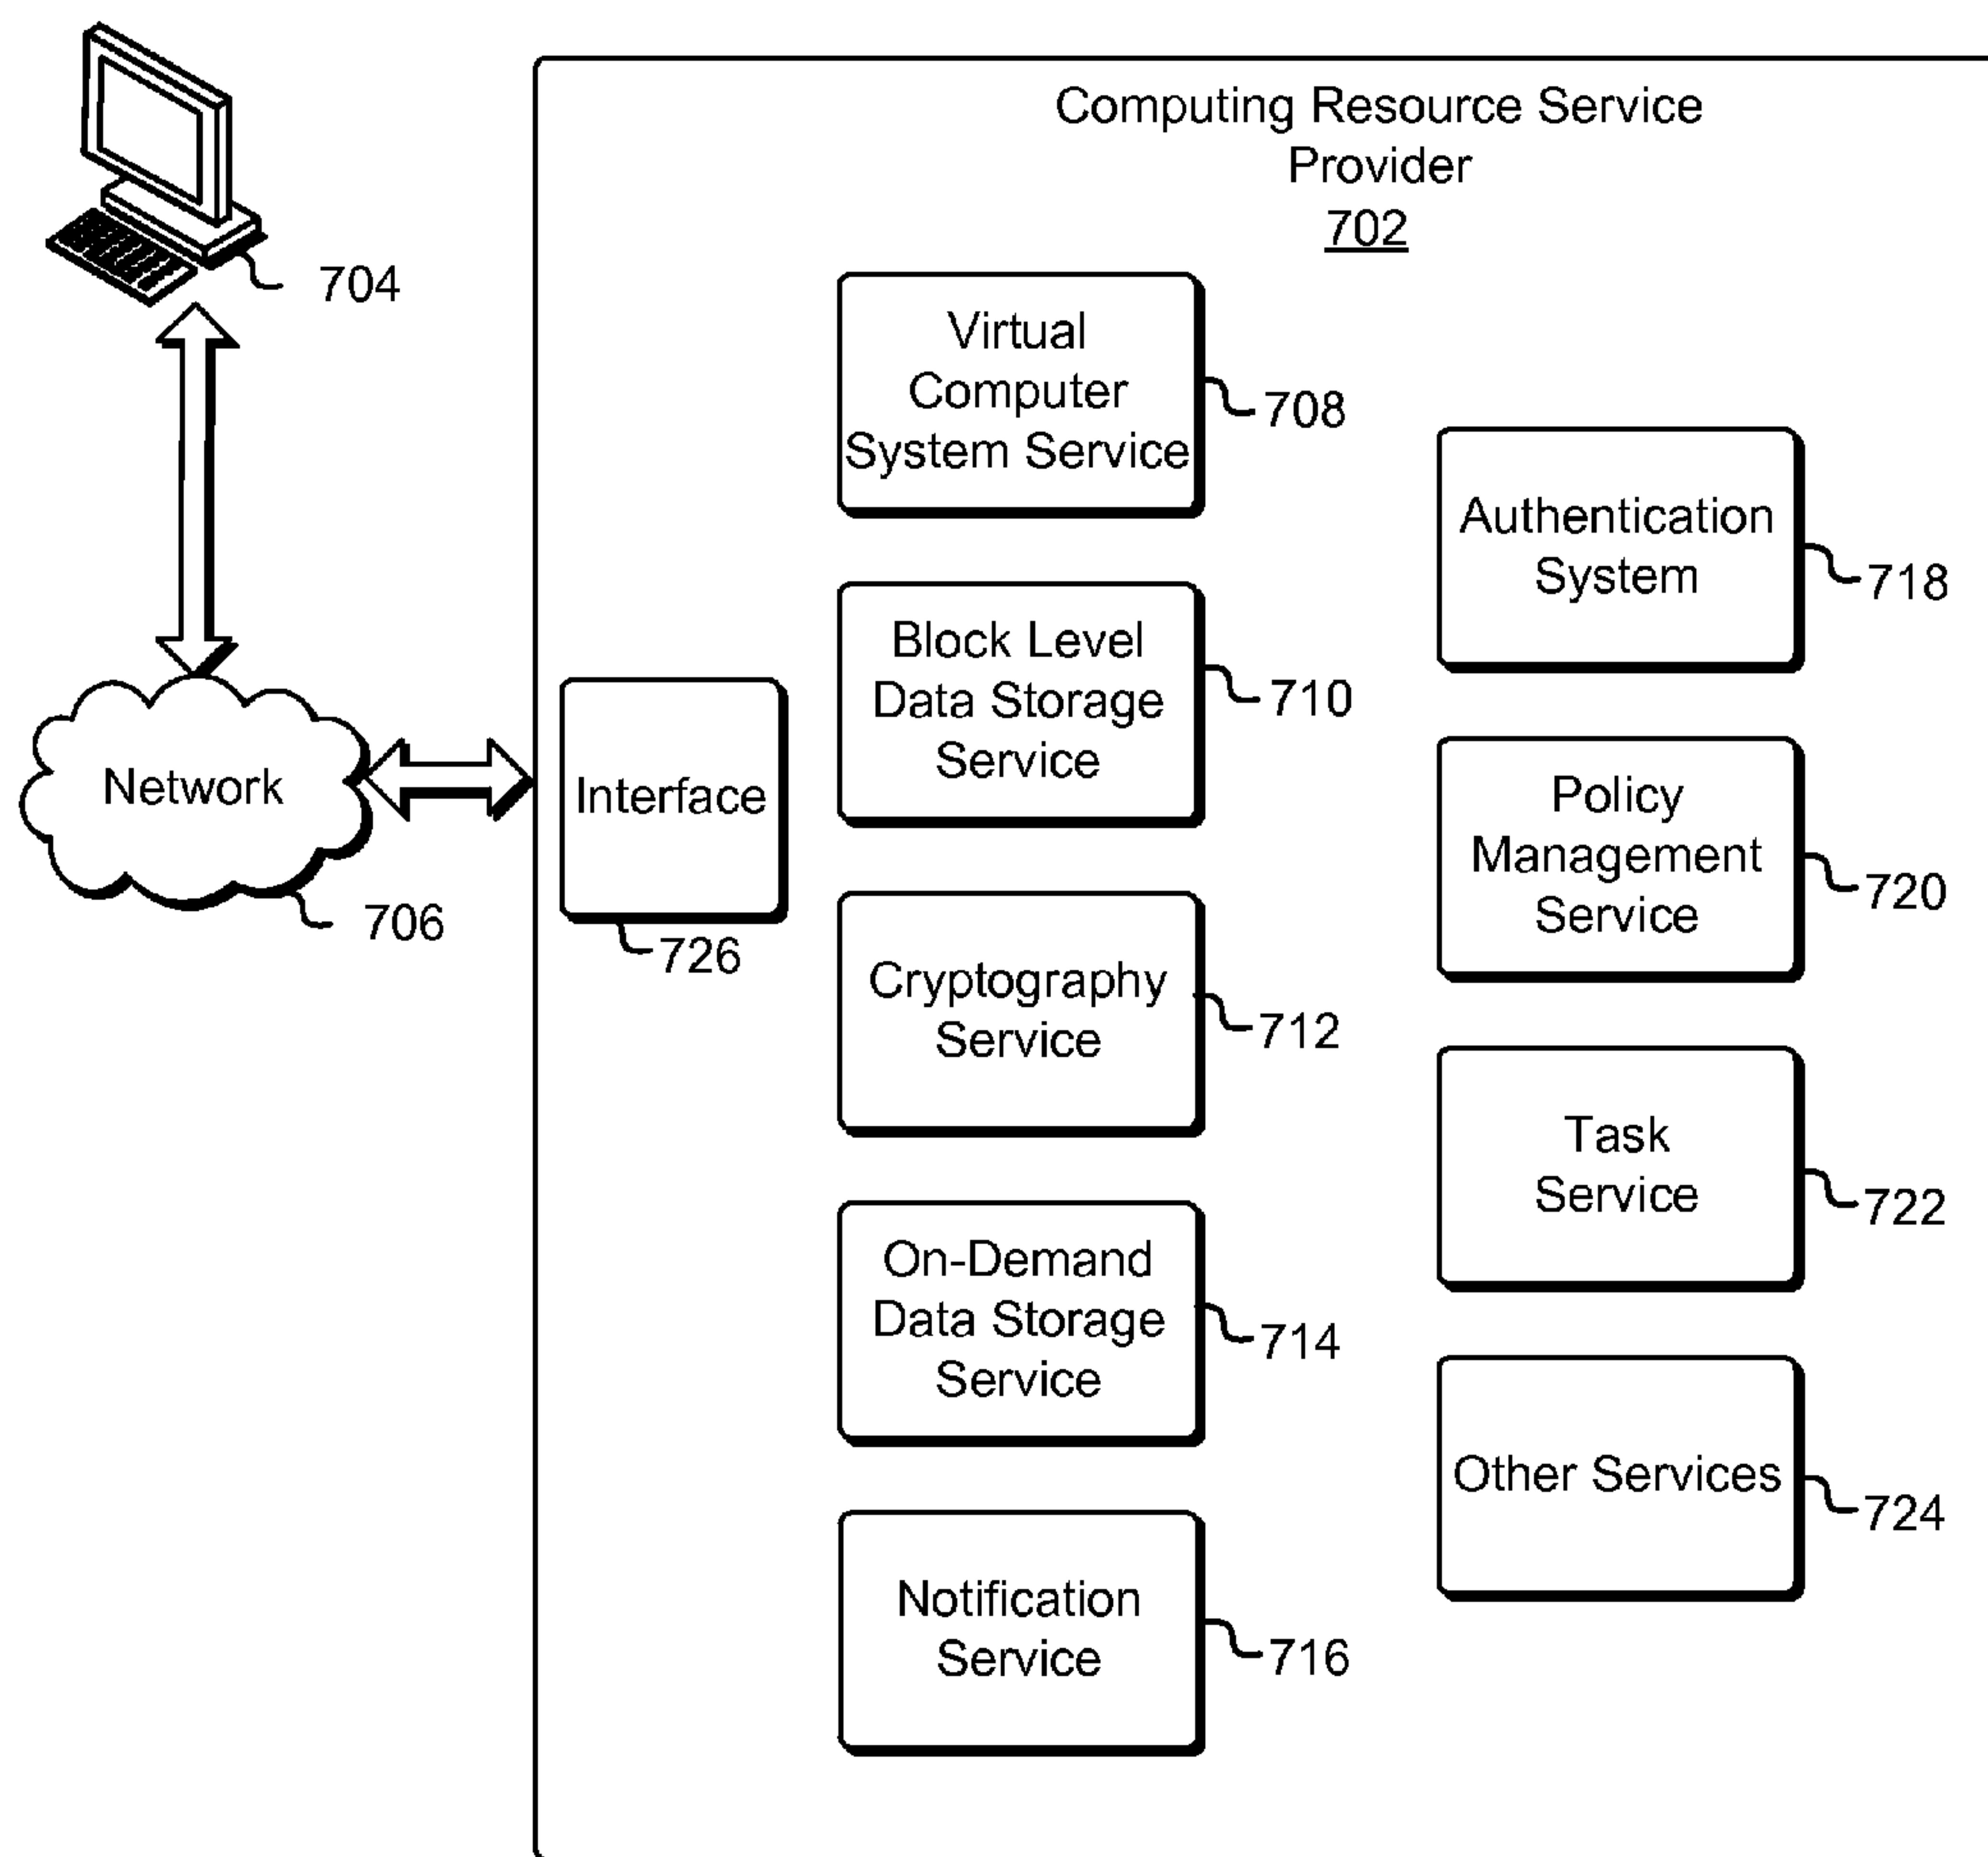 Computing Resource Service
Provider
702
704
Virtual
Computer
System Service
708
Authentication
System
718
Block Level
Data Storage
Service
710
Network
706
Interface
726
Policy
Management
Service
720
Cryptography
Service
712
Task
Service
722
On-Demand
Data Storage
Service
714
Other Services
724
Notification
Service
716